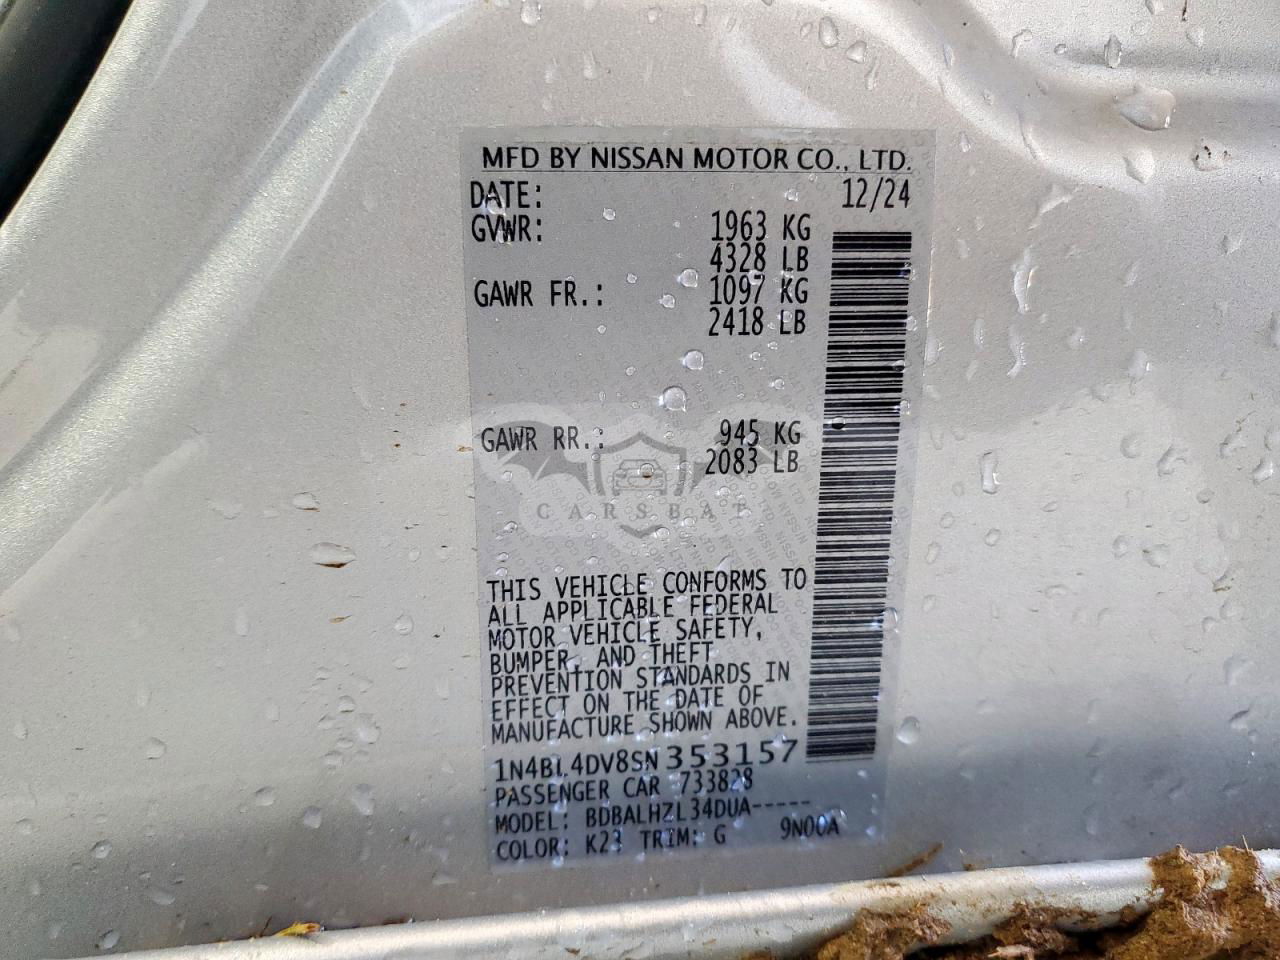 MFD BY NISSAN MOTOR CO., LTD.
DATE: 12/24
GVWR: 1963 KG
4328 LB
GAWR FR.: 1097 KG
2418 LB
GAWR RR.: 945 KG
2083 LB
CARSBAT
THIS VEHICLE CONFORMS TO
ALL APPLICABLE FEDERAL
MOTOR VEHICLE SAFETY,
BUMPER, AND THEFT
PREVENTION STANDARDS IN
EFFECT ON THE DATE OF
MANUFACTURE SHOWN ABOVE.
1N4BL4DV8SN353157
PASSENGER CAR 733828
MODEL: BDBALHZL34DUA-----
COLOR: K23 TRIM: G 9N00A